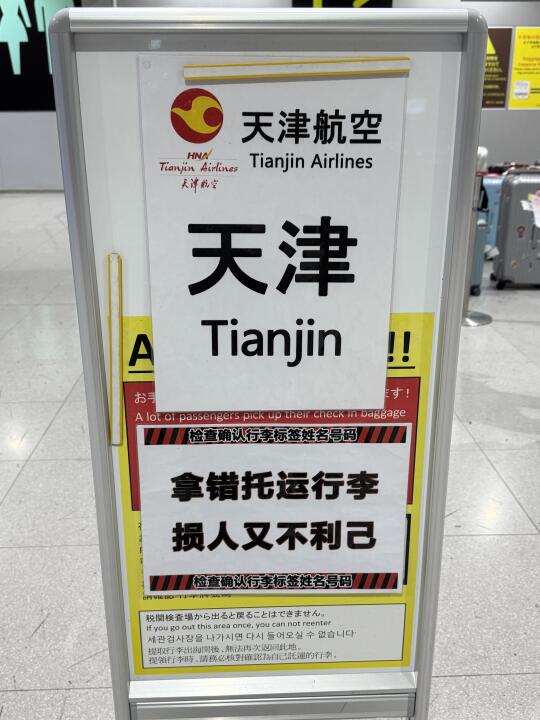 天津航空
Tianjin Airlines
HNA
Tianjin Airlines
天津航空
天津
Tianjin
!!
A lot of passengers pick up their check in baggage
检查确认行李标签姓名号码
拿错托运行李
损人又不利己
检查确认行李标签姓名号码
税関検査場から出ると戻ることはできません。
If you go out this area once, you can not reenter
세관검사장을 나가시면 다시 들어오실 수 없습니다.
提取行李出海關後、無法再次返回此地。
提領行李時。請務必核對確認為自己託運的行李。